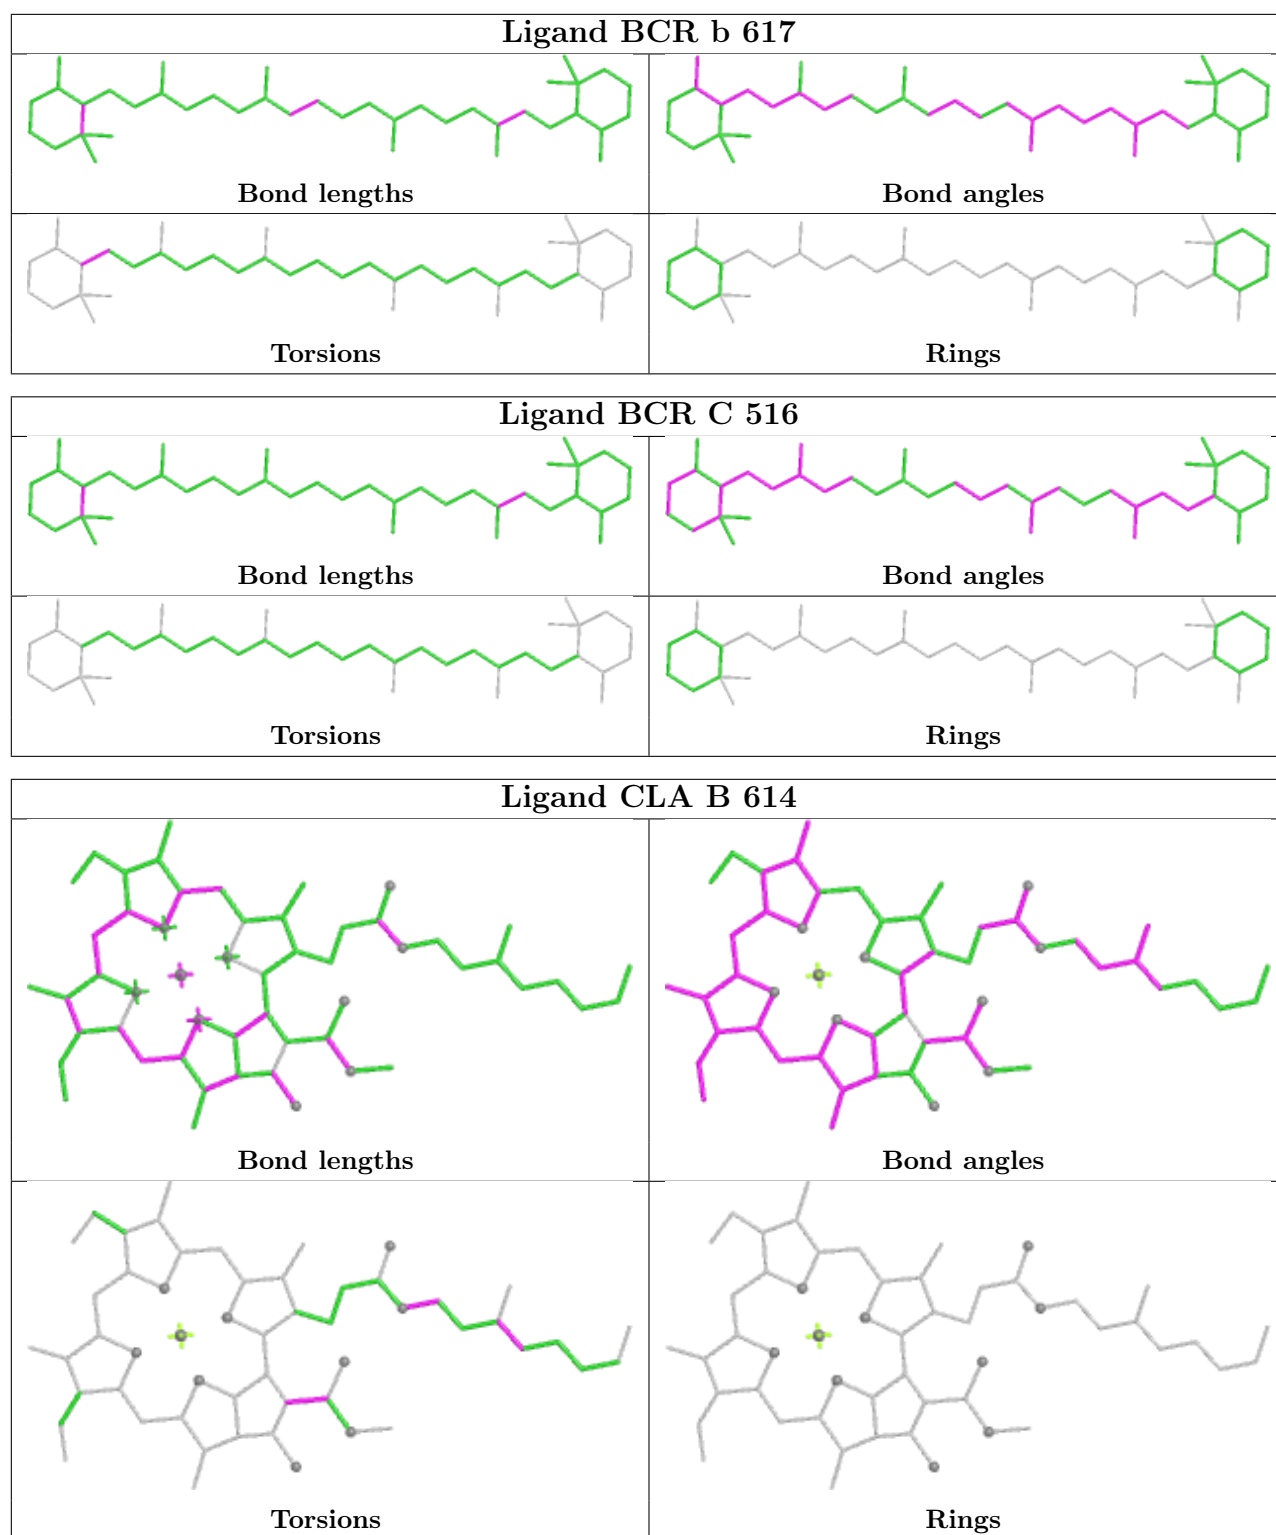 Ligand BCR b 617
Bond lengths
Bond angles
Torsions
Rings
Ligand BCR C 516
Bond lengths
Bond angles
Torsions
Rings
Ligand CLA B 614
Bond lengths
Bond angles
Torsions
Rings